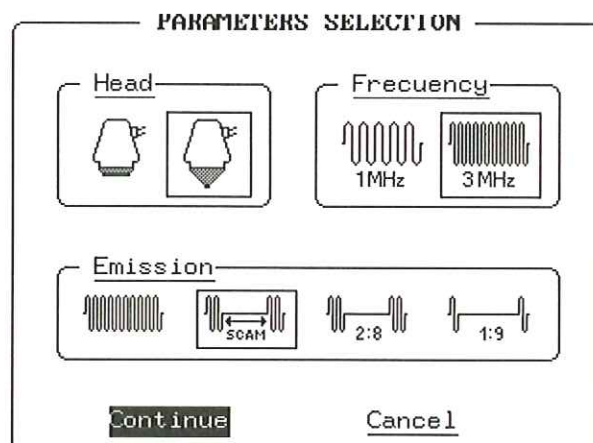 PARAMETERS SELECTION
Head
Frecuency
1MHz 3MHz
Emission
SCAM
2:8 1:9
Continue Cancel